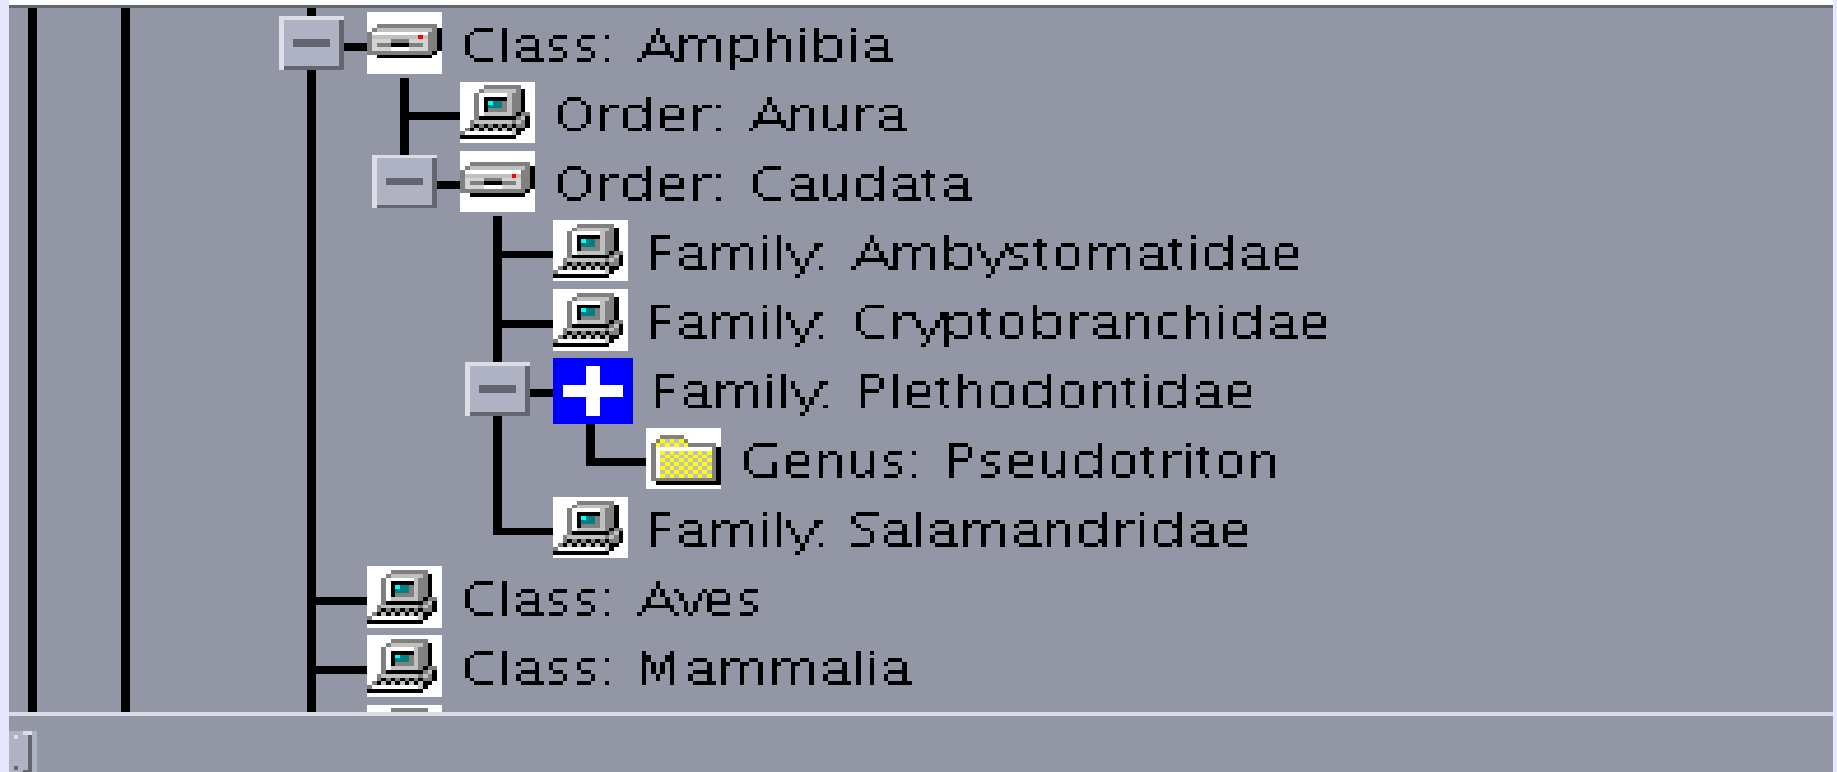 Class: Amphibia
Order: Anura
Order: Caudata
Family: Ambystomatidae
Family: Cryptobranchidae
Family: Plethodontidae
Genus: Pseudotriton
Family: Salamandridae
Class: Aves
Class: Mammalia